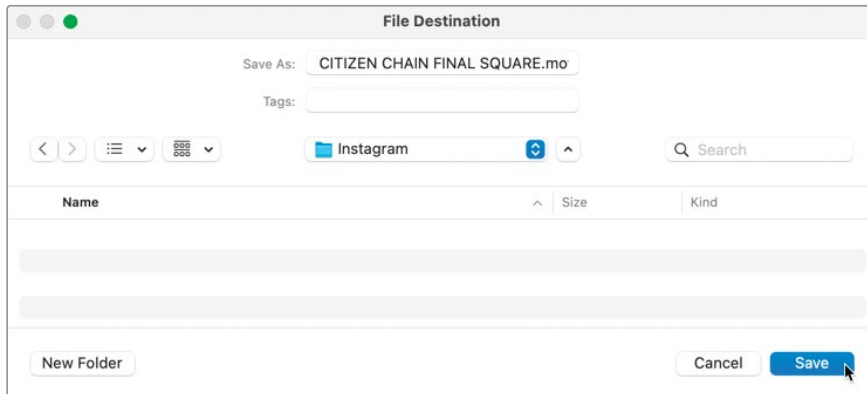 File Destination
Save As: CITIZEN CHAIN FINAL SQUARE.mo
Tags:
Instagram
Search
Name Size Kind
New Folder Cancel Save